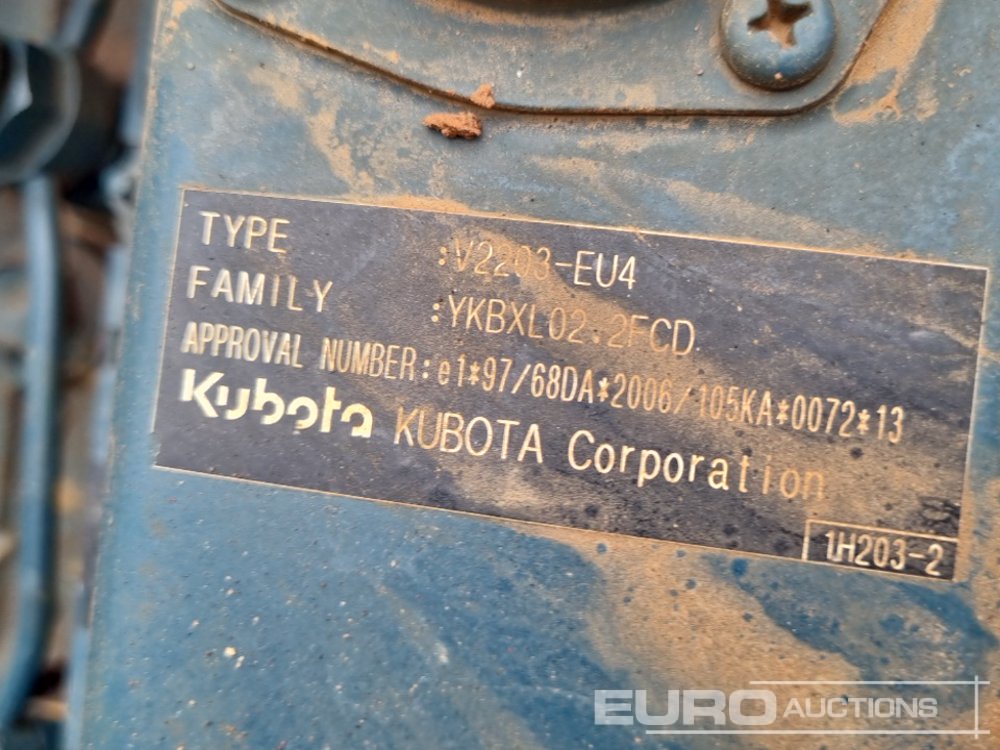 TYPE :V2203-EU4
FAMILY :YKBXL02.2FCD
APPROVAL NUMBER:e1*97/68DA*2006/105KA*0072*13
Kubota KUBOTA Corporation
1H203-2
EURO AUCTIONS